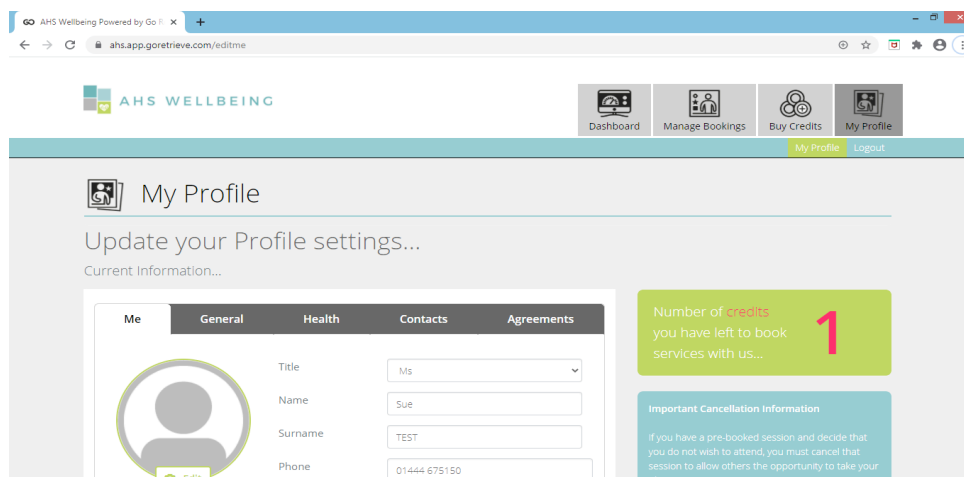 AHS Wellbeing Powered by Go R
ahs.app.goretrieve.com/editme
AHS WELLBEING
Dashboard
Manage Bookings
Buy Credits
My Profile
My Profile
Logout
My Profile
Update your Profile settings...
Current Information...
Me
General
Health
Contacts
Agreements
Title
Ms
Name
Sue
Surname
TEST
Phone
01444 675150
Edit
Number of credits
you have left to book
services with us...
1
Important Cancellation Information
If you have a pre-booked session and decide that
you do not wish to attend, you must cancel that
session to allow others the opportunity to take your